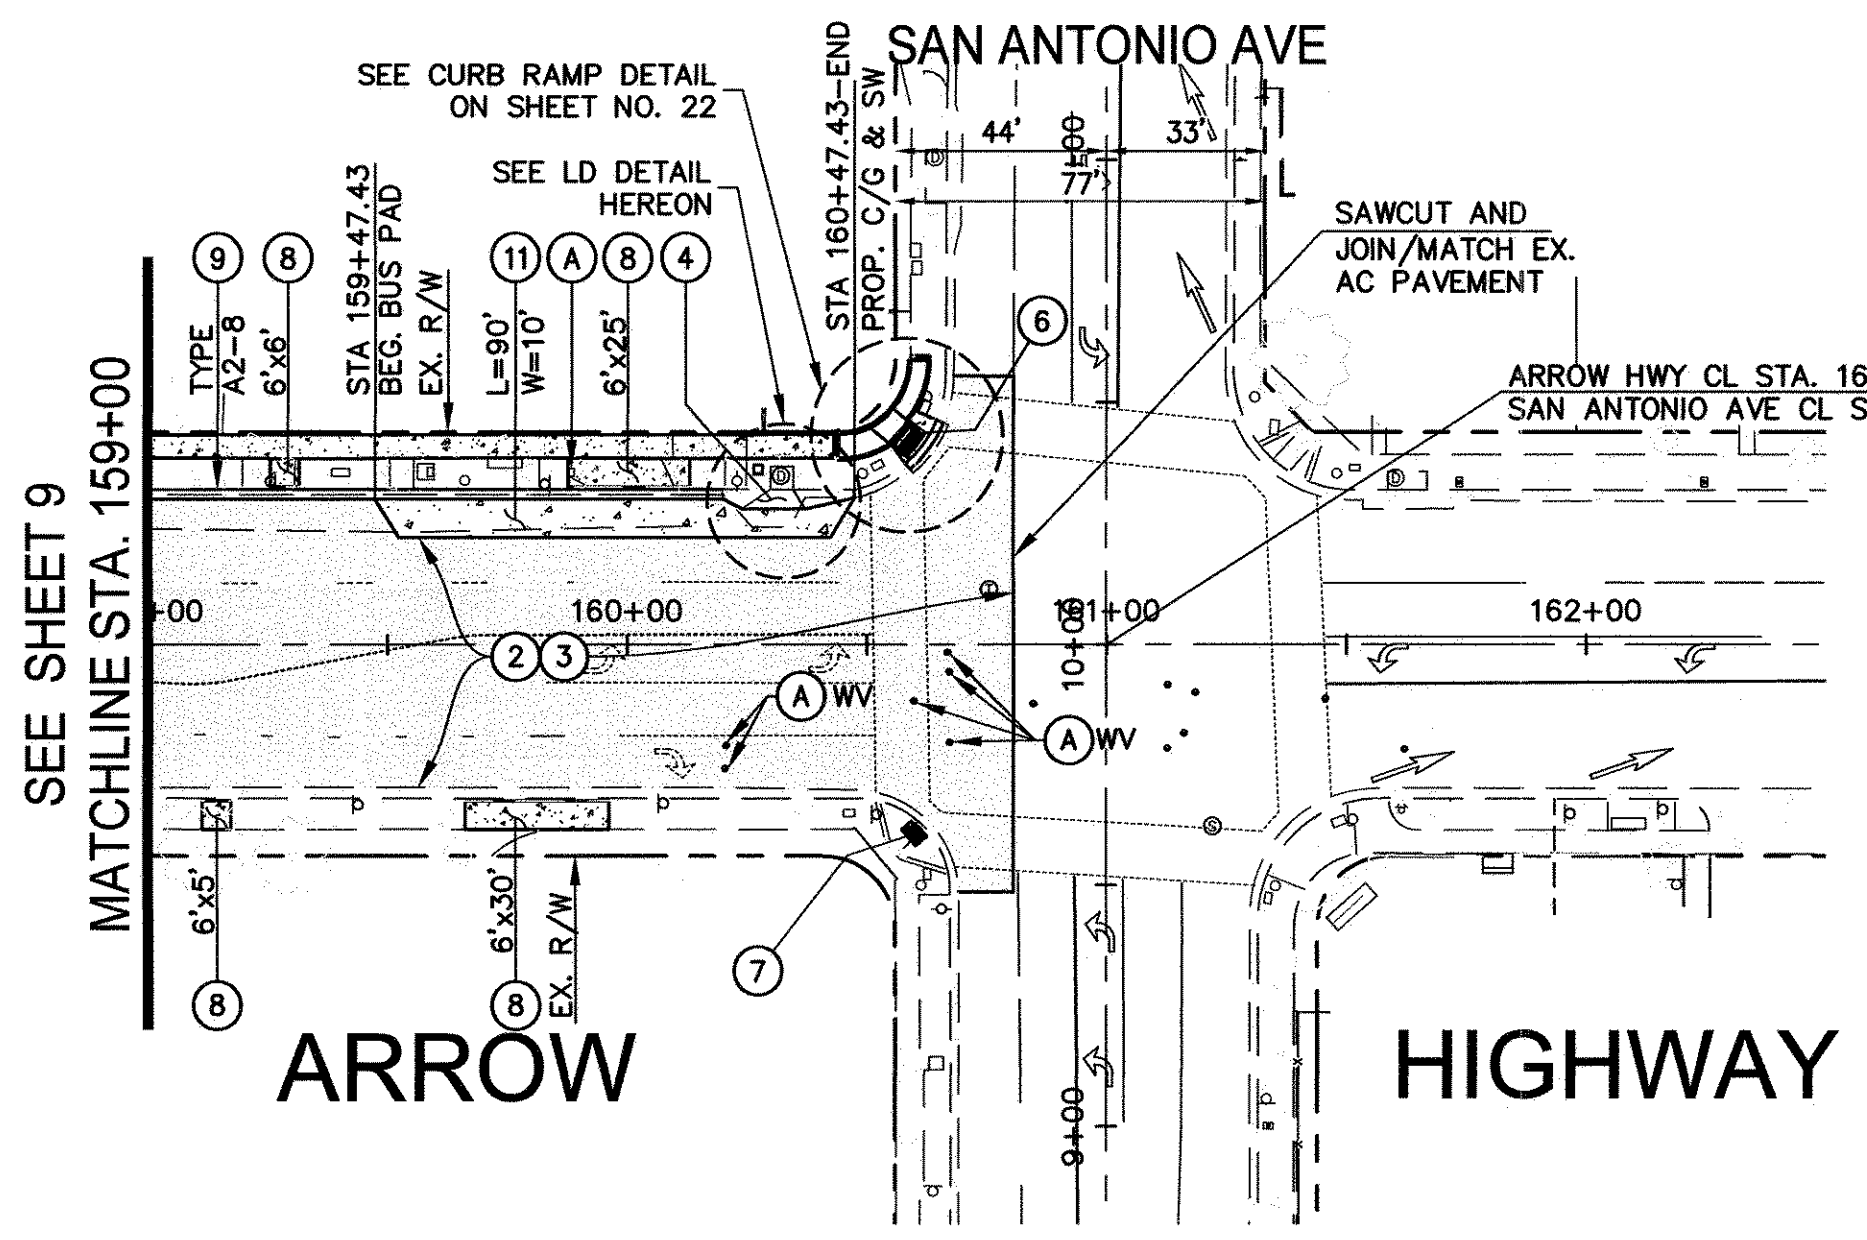 SAN ANTONIO AVE
SEE CURB RAMP DETAIL
ON SHEET NO. 22
SEE LD DETAIL
HEREON
STA 160+47.43-END
PROP. C/G & SW
44'
33'
77'
SAWCUT AND
JOIN/MATCH EX.
AC PAVEMENT
ARROW HWY CL STA. 16
SAN ANTONIO AVE CL S
9
8
11
A
8
4
6
TYPE
A2-8
6'x6'
STA 159+47.43
BEG. BUS PAD
EX. R/W
L=90'
W=10'
6'x25'
SEE SHEET 9
MATCHLINE STA. 159+00
+00
160+00
161+00
162+00
10+00
2
3
A WV
A WV
D
D
D
T
S
6'x5'
6'x30'
EX. R/W
8
8
7
9+00
ARROW
HIGHWAY